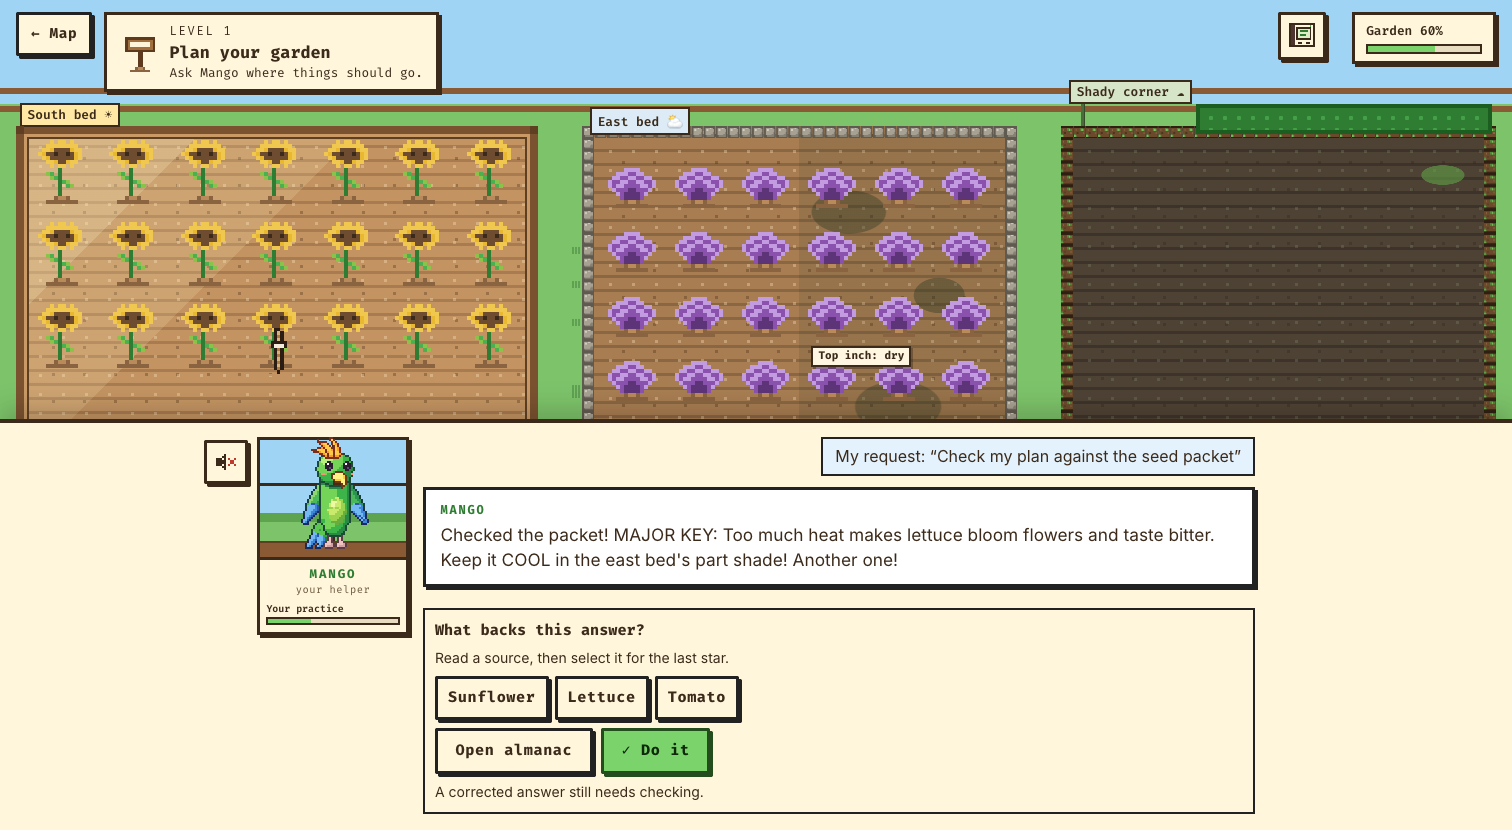 ← Map
LEVEL 1
Plan your garden
Ask Mango where things should go.
Garden 60%
Shady corner ☁
South bed ☀
East bed ⛅
Top inch: dry
My request: “Check my plan against the seed packet”
MANGO
Checked the packet! MAJOR KEY: Too much heat makes lettuce bloom flowers and taste bitter.
Keep it COOL in the east bed's part shade! Another one!
MANGO
your helper
Your practice
What backs this answer?
Read a source, then select it for the last star.
Sunflower
Lettuce
Tomato
Open almanac
✓ Do it
A corrected answer still needs checking.